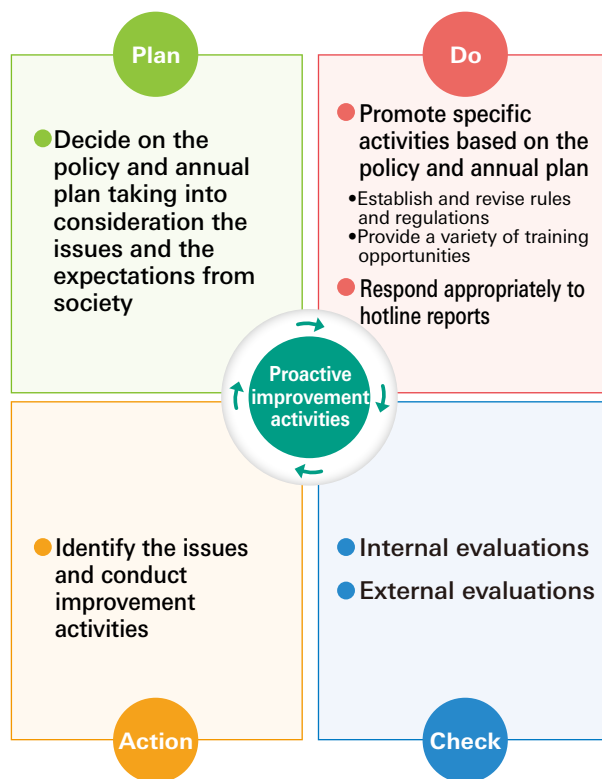 Plan
Decide on the
policy and annual
plan taking into
consideration the
issues and the
expectations from
society
Do
Promote specific
activities based on the
policy and annual plan
•Establish and revise rules
and regulations
•Provide a variety of training
opportunities
Respond appropriately to
hotline reports
Proactive
improvement
activities
Identify the issues
and conduct
improvement
activities
Action
Internal evaluations
External evaluations
Check